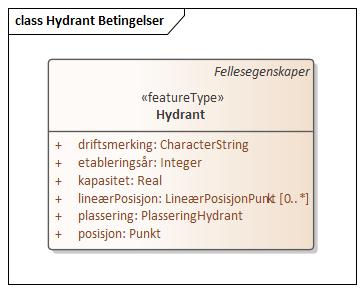 class Hydrant Betingelser
Fellesegenskaper
«featureType»
Hydrant
+ driftsmerking: CharacterString
+ etableringsår: Integer
+ kapasitet: Real
+ lineærPosisjon: LineærPosisjonPunkt [0..*]
+ plassering: PlasseringHydrant
+ posisjon: Punkt